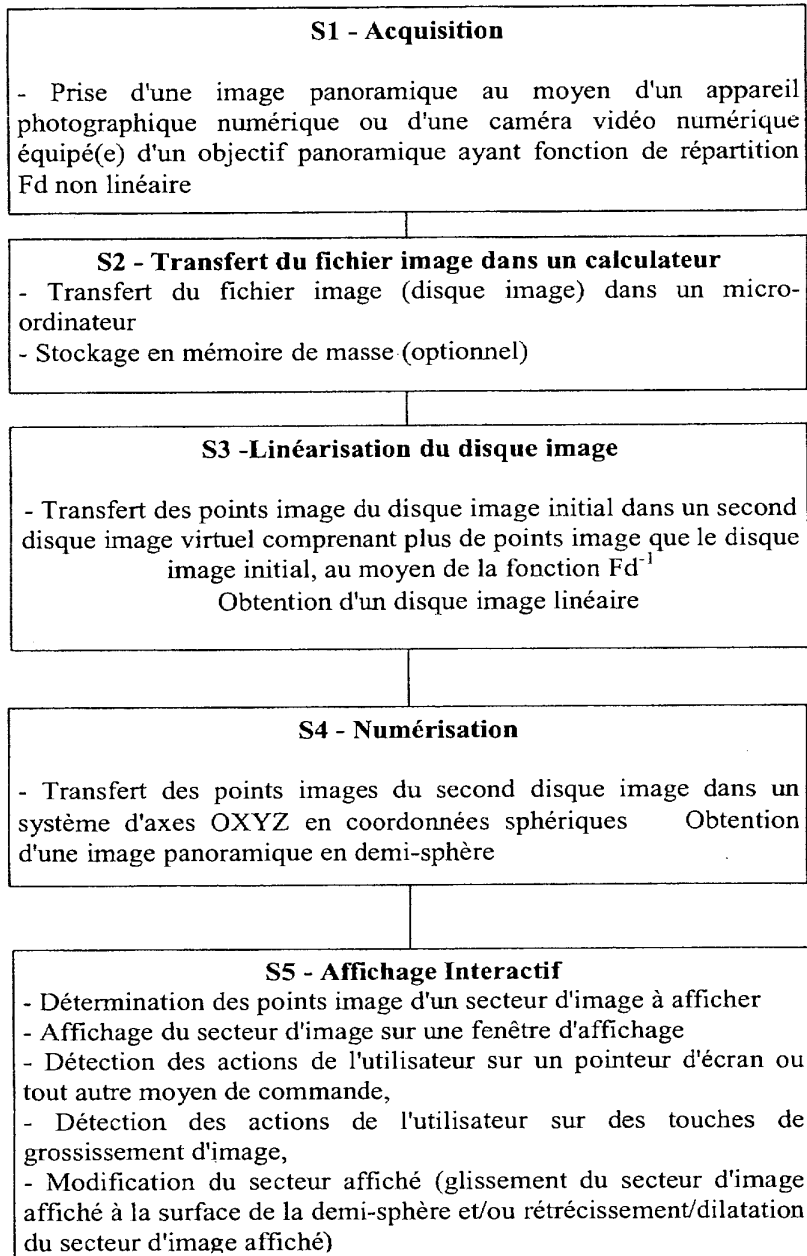 S1 - Acquisition
- Prise d'une image panoramique au moyen d'un appareil
photographique numérique ou d'une caméra vidéo numérique
équipé(e) d'un objectif panoramique ayant fonction de répartition
Fd non linéaire
S2 - Transfert du fichier image dans un calculateur
- Transfert du fichier image (disque image) dans un micro-
ordinateur
- Stockage en mémoire de masse (optionnel)
S3 -Linéarisation du disque image
- Transfert des points image du disque image initial dans un second
disque image virtuel comprenant plus de points image que le disque
image initial, au moyen de la fonction Fd⁻¹
Obtention d'un disque image linéaire
S4 - Numérisation
- Transfert des points images du second disque image dans un
système d'axes OXYZ en coordonnées sphériques Obtention
d'une image panoramique en demi-sphère
S5 - Affichage Interactif
- Détermination des points image d'un secteur d'image à afficher
- Affichage du secteur d'image sur une fenêtre d'affichage
- Détection des actions de l'utilisateur sur un pointeur d'écran ou
tout autre moyen de commande,
- Détection des actions de l'utilisateur sur des touches de
grossissement d'image,
- Modification du secteur affiché (glissement du secteur d'image
affiché à la surface de la demi-sphère et/ou rétrécissement/dilatation
du secteur d'image affiché)